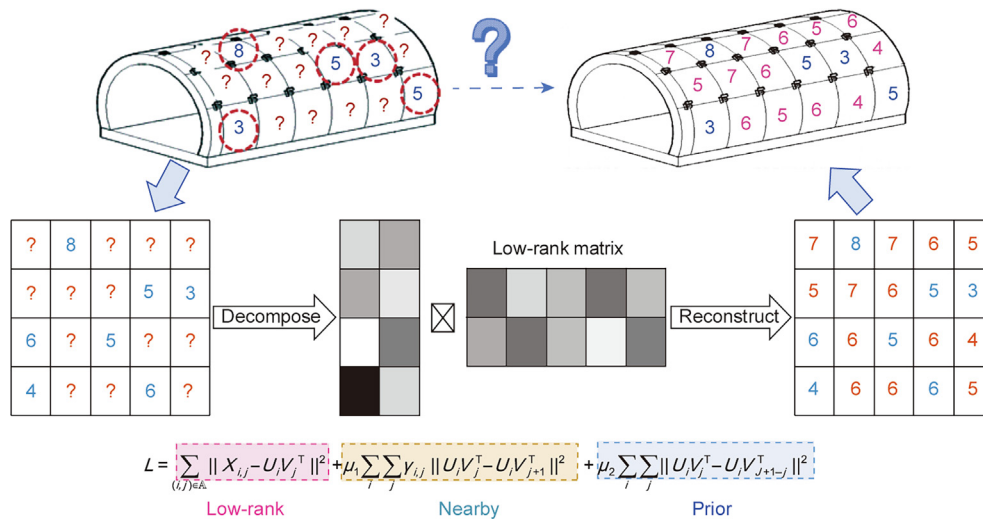 ? 8 ? ? ? ?
? ? ? 5 3 ?
3 ? ? ? ? 5
?
7 8 7 6 5 6
5 7 6 5 3 4
3 6 5 6 4 5
? 8 ? ? ?
? ? ? 5 3
6 ? 5 ? ?
4 ? ? 6 ?
Decompose
Low-rank matrix
Reconstruct
7 8 7 6 5
5 7 6 5 3
6 6 5 6 4
4 6 6 6 5
L = ∑_{(i,j)∈𝔸} || X_{i,j} − U_i V_j^⊤ ||² + μ₁ ∑_i ∑_j γ_{i,j} || U_i V_j^⊤ − U_i V_{j+1}^⊤ ||² + μ₂ ∑_i ∑_j || U_i V_j^⊤ − U_i V_{J+1−j}^⊤ ||²
Low-rank Nearby Prior